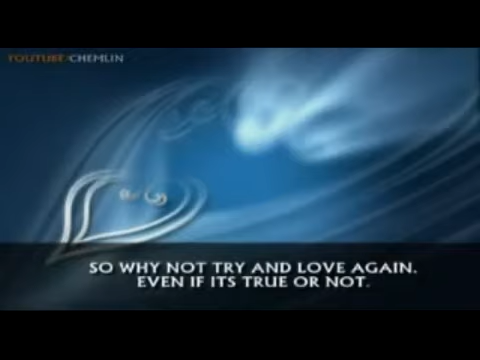 YOUTUBE/CHEMLIN
SO WHY NOT TRY AND LOVE AGAIN.
EVEN IF ITS TRUE OR NOT.